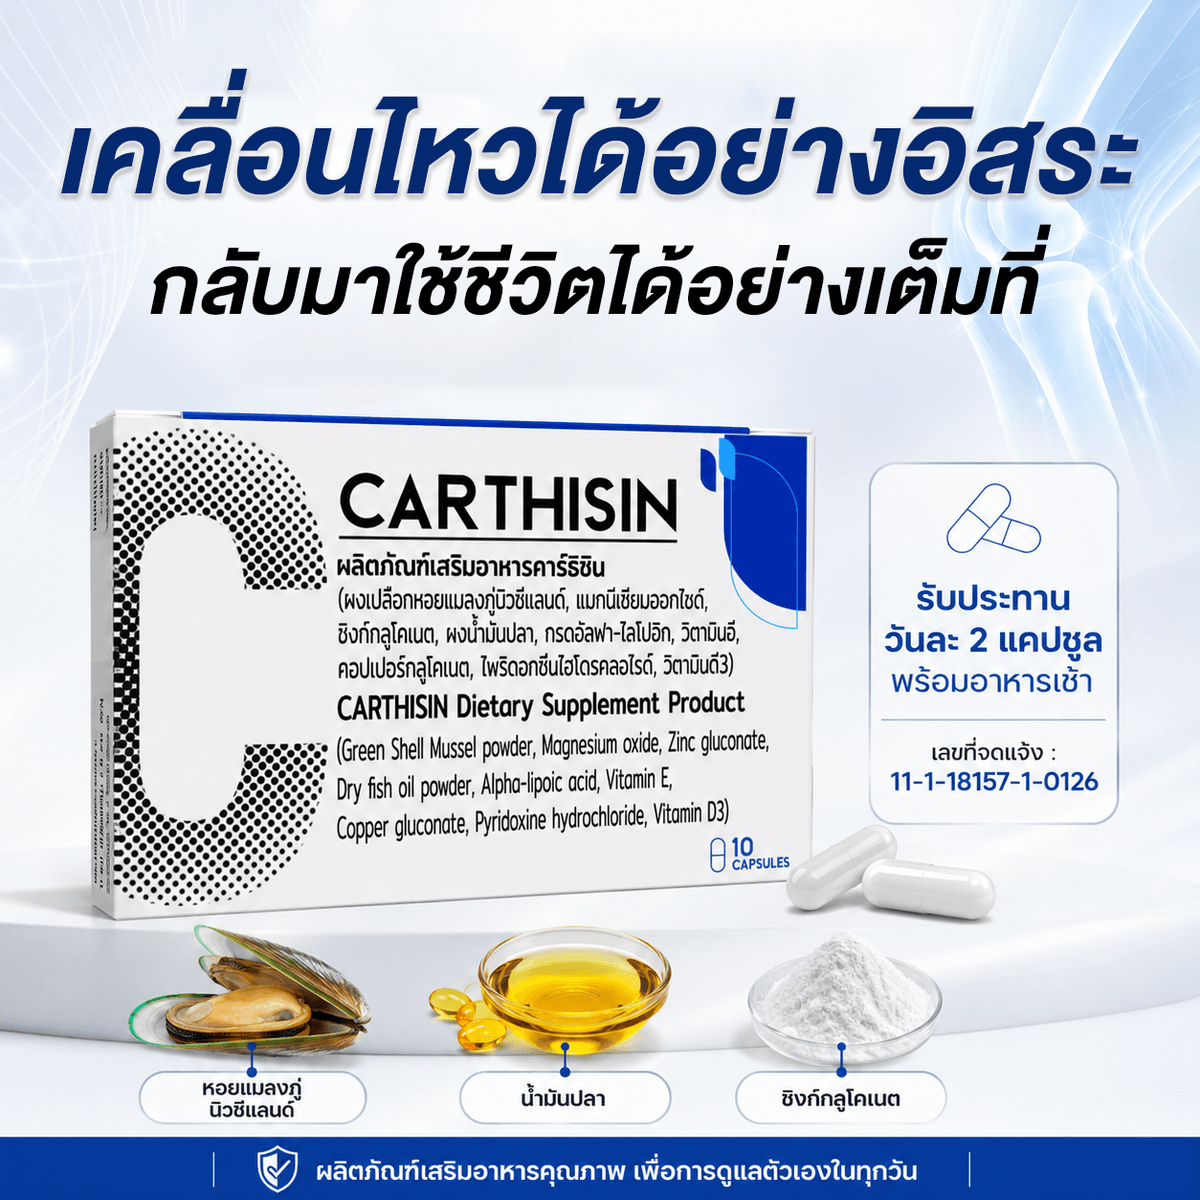 เคลื่อนไหวได้อย่างอิสระ
กลับมาใช้ชีวิตได้อย่างเต็มที่
CARTHISIN
ผลิตภัณฑ์เสริมอาหารคาร์ธิซิน
(ผงเปลือกหอยแมลงภู่นิวซีแลนด์, แมกนีเซียมออกไซด์,
ซิงก์กลูโคเนต, ผงน้ำมันปลา, กรดอัลฟา-ไลโปอิก, วิตามินอี,
คอปเปอร์กลูโคเนต, ไพริดอกซีนไฮโดรคลอไรด์, วิตามินดี3)
CARTHISIN Dietary Supplement Product
(Green Shell Mussel powder, Magnesium oxide, Zinc gluconate,
Dry fish oil powder, Alpha-lipoic acid, Vitamin E,
Copper gluconate, Pyridoxine hydrochloride, Vitamin D3)
10
CAPSULES
รับประทาน
วันละ 2 แคปซูล
พร้อมอาหารเช้า
เลขที่จดแจ้ง :
11-1-18157-1-0126
หอยแมลงภู่
นิวซีแลนด์
น้ำมันปลา
ซิงก์กลูโคเนต
ผลิตภัณฑ์เสริมอาหารคุณภาพ เพื่อการดูแลตัวเองในทุกวัน